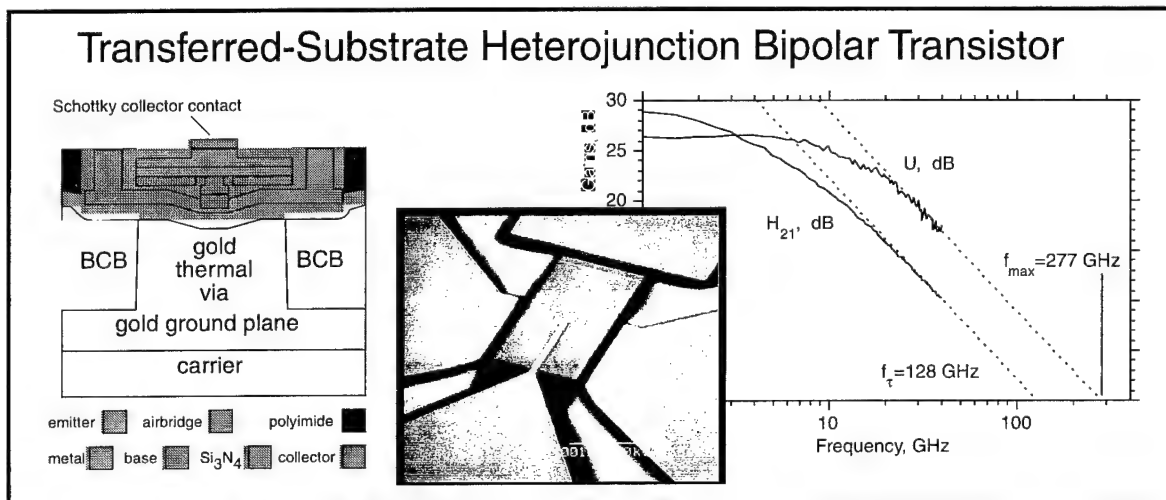 Transferred-Substrate Heterojunction Bipolar Transistor
Schottky collector contact
BCB
gold
thermal
via
BCB
gold ground plane
carrier
emitter
airbridge
polyimide
metal
base
Si3N4
collector
30
25
20
Gains, dB
U, dB
H21, dB
fmax=277 GHz
fτ=128 GHz
10
100
Frequency, GHz